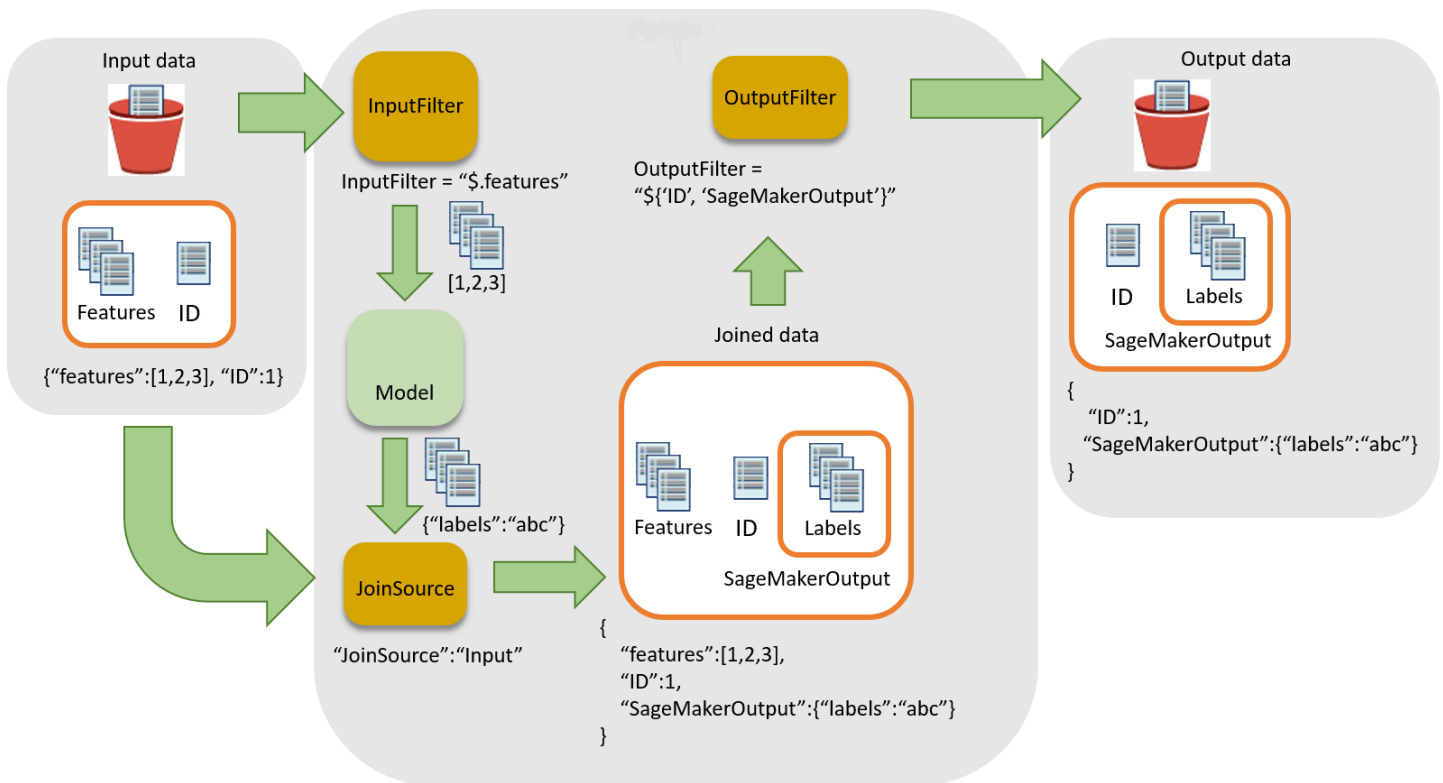 Input data
Features
ID
{“features”:[1,2,3], “ID”:1}
InputFilter
InputFilter = “$.features”
[1,2,3]
Model
{“labels”:“abc”}
JoinSource
“JoinSource”:“Input”
Joined data
Features
ID
Labels
SageMakerOutput
{
“features”:[1,2,3],
“ID”:1,
“SageMakerOutput”:{“labels”:“abc”}
}
OutputFilter
OutputFilter =
“${‘ID’, ‘SageMakerOutput’}”
Output data
ID
Labels
SageMakerOutput
{
“ID”:1,
“SageMakerOutput”:{“labels”:“abc”}
}